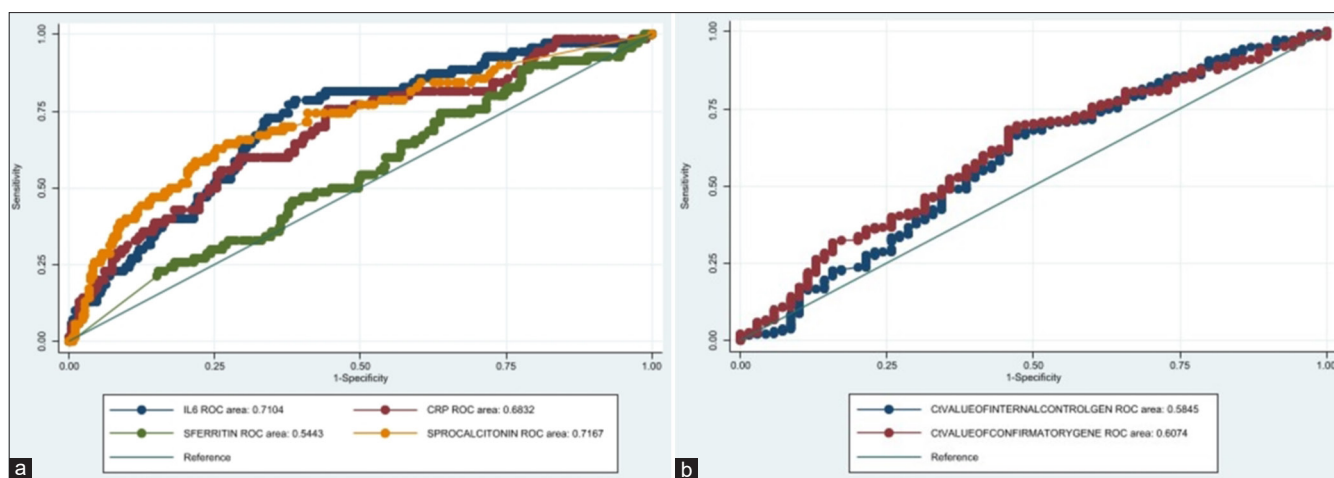 1.00
0.75
0.50
0.25
0.00
Sensitivity
0.00
0.25
0.50
0.75
1.00
1-Specificity
IL6 ROC area: 0.7104
CRP ROC area: 0.6832
SFERRITIN ROC area: 0.5443
SPROCALCITONIN ROC area: 0.7167
Reference
a
1.00
0.75
0.50
0.25
0.00
Sensitivity
0.00
0.25
0.50
0.75
1.00
1-Specificity
CtVALUEOFINTERNALCONTROLGEN ROC area: 0.5845
CtVALUEOFCONFIRMATORYGENE ROC area: 0.6074
Reference
b